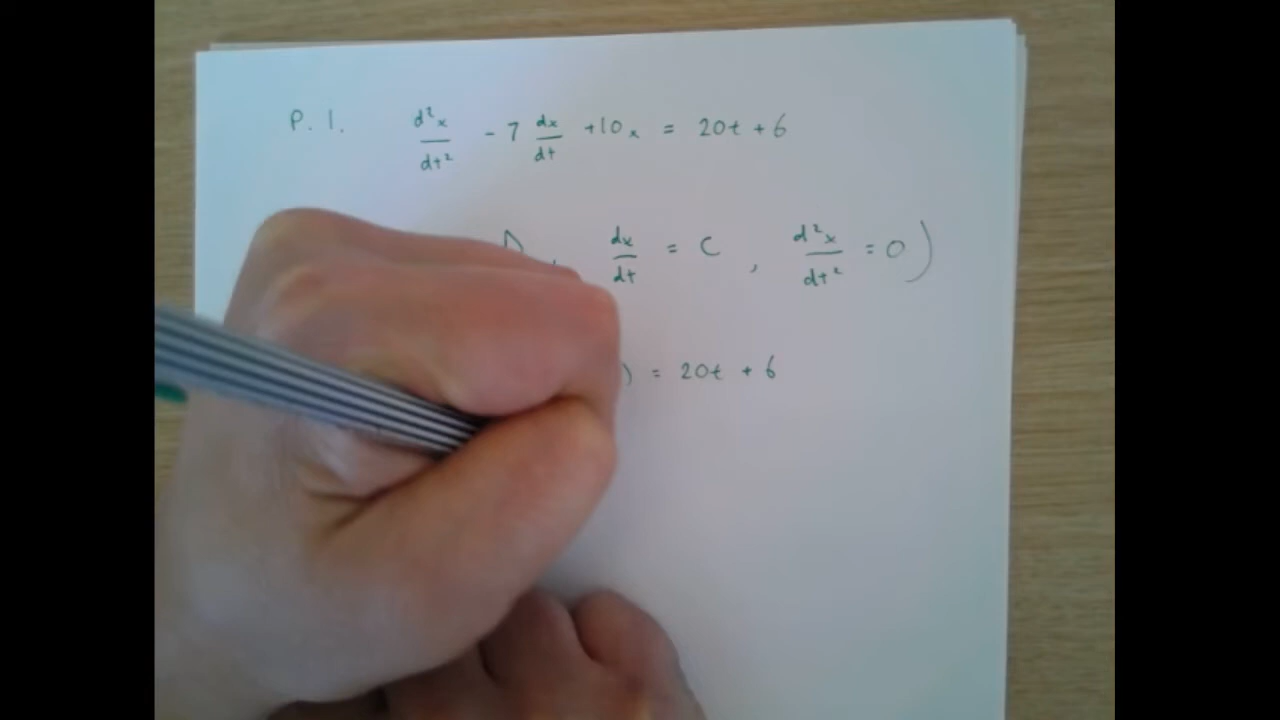 P. 1. d²x/dt² - 7 dx/dt + 10x = 20t + 6
D, dx/dt = C, d²x/dt² = 0)
) = 20t + 6